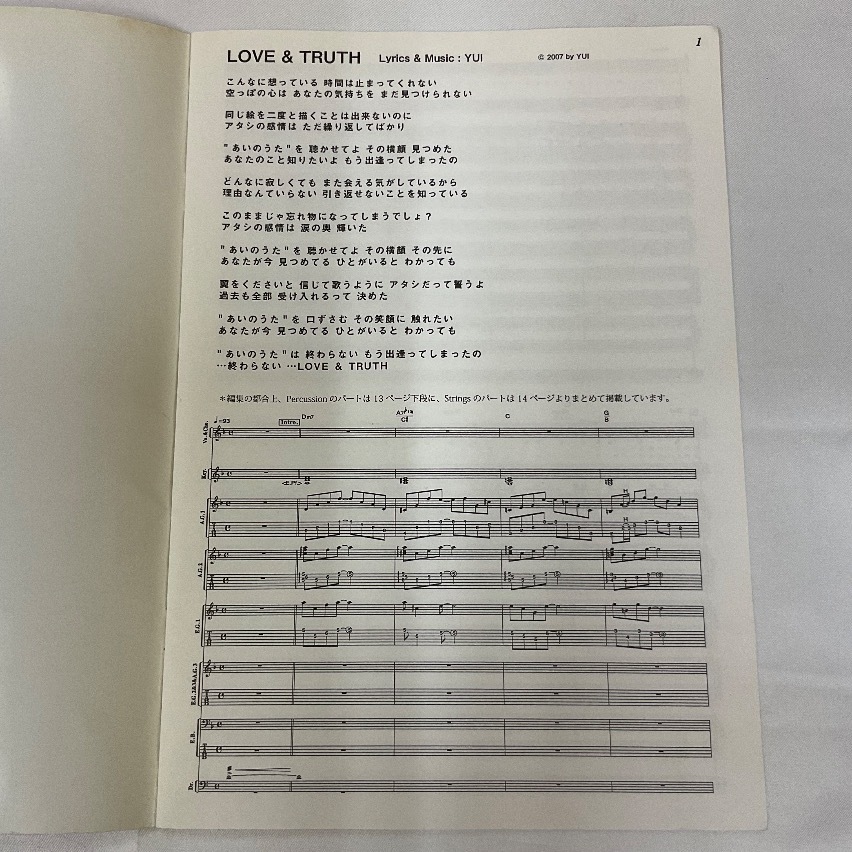 LOVE & TRUTH Lyrics & Music : YUI © 2007 by YUI 1
こんなに想っている 時間は止まってくれない
空っぽの心は あなたの気持ちを まだ見つけられない
同じ絵を二度と描くことは出来ないのに
アタシの感情は ただ繰り返してばかり
"あいのうた"を 聴かせてよ その横顔 見つめた
あなたのこと知りたいよ もう出逢ってしまったの
どんなに寂しくても また会える気がしているから
理由なんていらない 引き返せないことを知っている
このままじゃ忘れ物になってしまうでしょ？
アタシの感情は 涙の奥 輝いた
"あいのうた"を 聴かせてよ その横顔 その先に
あなたが今 見つめてる ひとがいると わかっても
翼をくださいと 信じて歌うように アタシだって誓うよ
過去も全部 受け入れるって 決めた
"あいのうた"を 口ずさむ その笑顔に 触れたい
あなたが今 見つめてる ひとがいると わかっても
"あいのうた"は 終わらない もう出逢ってしまったの
…終わらない …LOVE & TRUTH
＊編集の都合上、Percussionのパートは13ページ下段に、Stringsのパートは14ページよりまとめて掲載しています。
♩=93 Intro. Dm7 C G
B
Vo.&Cho.
Key.
A.G.1
H
H
A.G.2
E.G.1
E.B.
Dr.